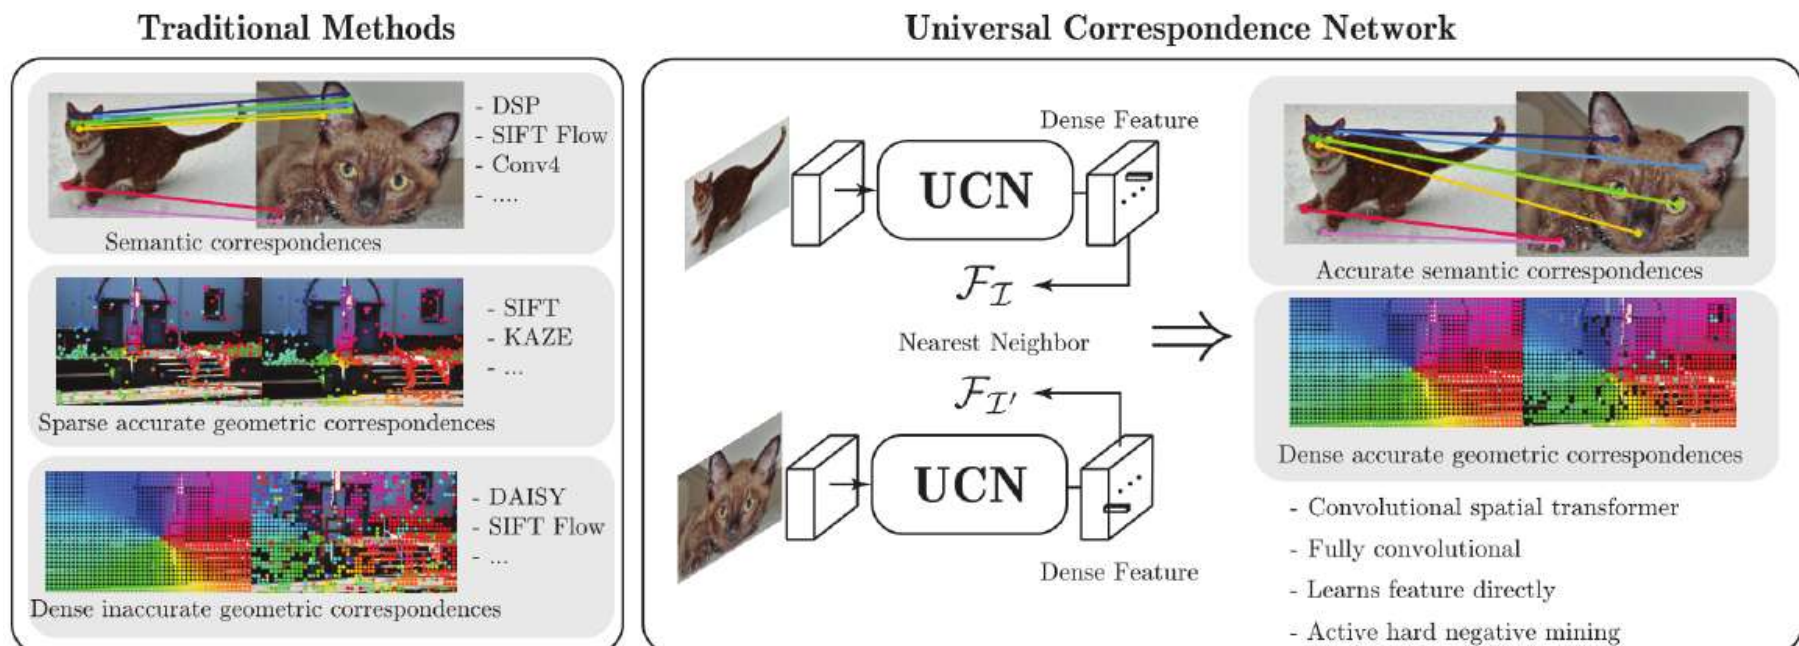 Traditional Methods
- DSP
- SIFT Flow
- Conv4
- ....
Semantic correspondences
- SIFT
- KAZE
- ...
Sparse accurate geometric correspondences
- DAISY
- SIFT Flow
- ...
Dense inaccurate geometric correspondences
Universal Correspondence Network
Dense Feature
UCN
ℱ_ℐ
Nearest Neighbor
ℱ_ℐ′
UCN
Dense Feature
Accurate semantic correspondences
Dense accurate geometric correspondences
- Convolutional spatial transformer
- Fully convolutional
- Learns feature directly
- Active hard negative mining